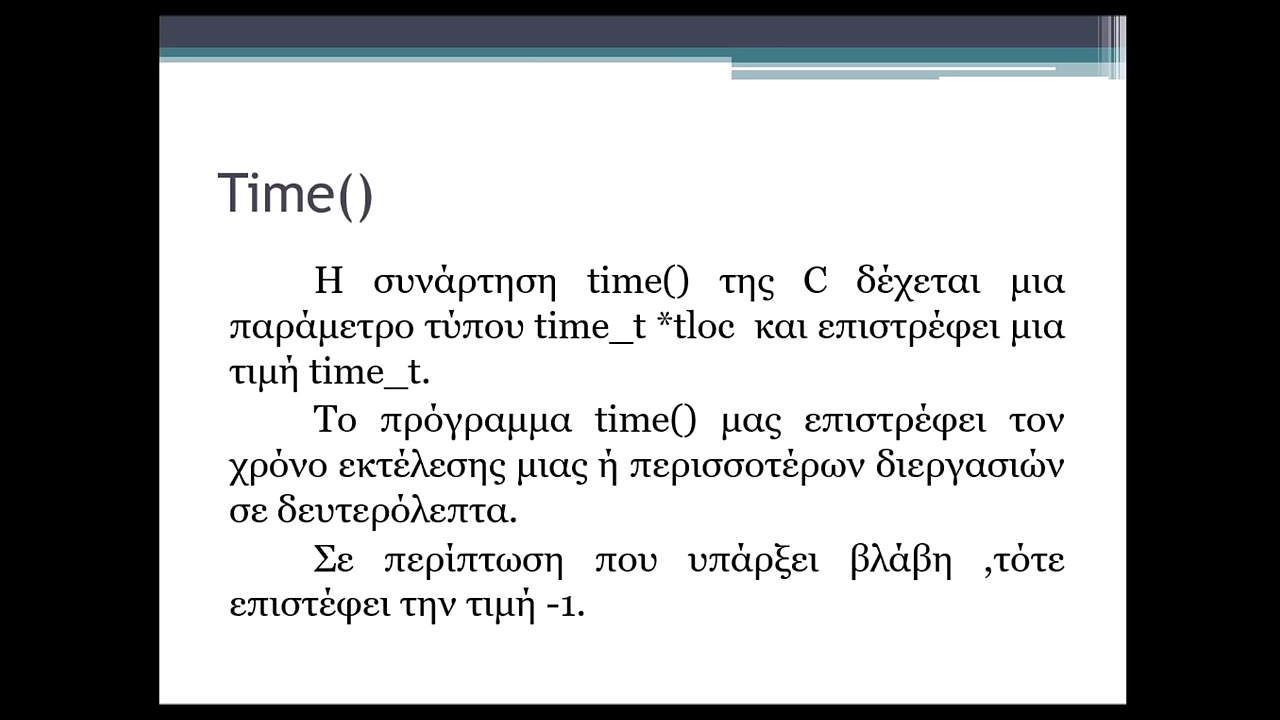 Time()
Η συνάρτηση time() της C δέχεται μια
παράμετρο τύπου time_t *tloc και επιστρέφει μια
τιμή time_t.
Το πρόγραμμα time() μας επιστρέφει τον
χρόνο εκτέλεσης μιας ή περισσοτέρων διεργασιών
σε δευτερόλεπτα.
Σε περίπτωση που υπάρξει βλάβη ,τότε
επιστέφει την τιμή -1.